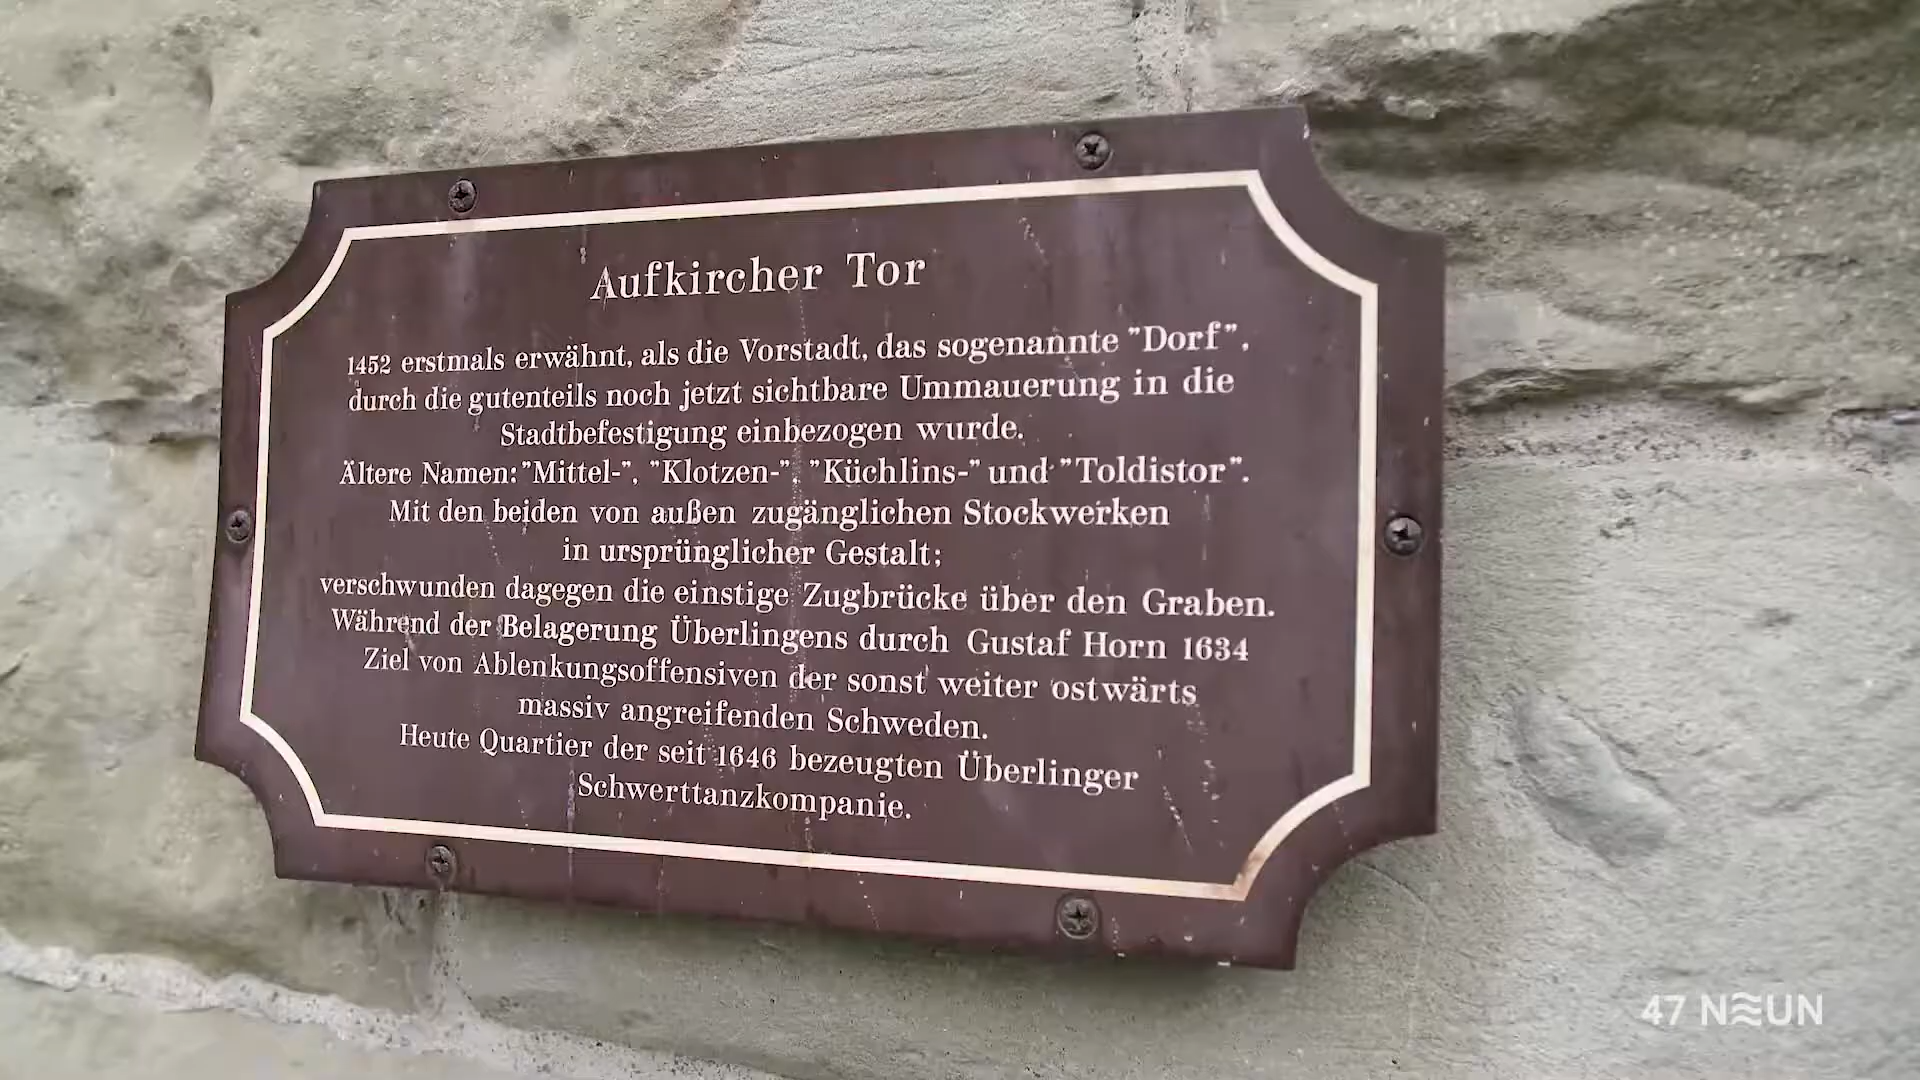 Aufkircher Tor
1452 erstmals erwähnt, als die Vorstadt, das sogenannte "Dorf",
durch die gutenteils noch jetzt sichtbare Ummauerung in die
Stadtbefestigung einbezogen wurde.
Ältere Namen: "Mittel-", "Klotzen-", "Küchlins-" und "Toldistor".
Mit den beiden von außen zugänglichen Stockwerken
in ursprünglicher Gestalt;
verschwunden dagegen die einstige Zugbrücke über den Graben.
Während der Belagerung Überlingens durch Gustaf Horn 1634
Ziel von Ablenkungsoffensiven der sonst weiter ostwärts
massiv angreifenden Schweden.
Heute Quartier der seit 1646 bezeugten Überlinger
Schwerttanzkompanie.
47 NEUN